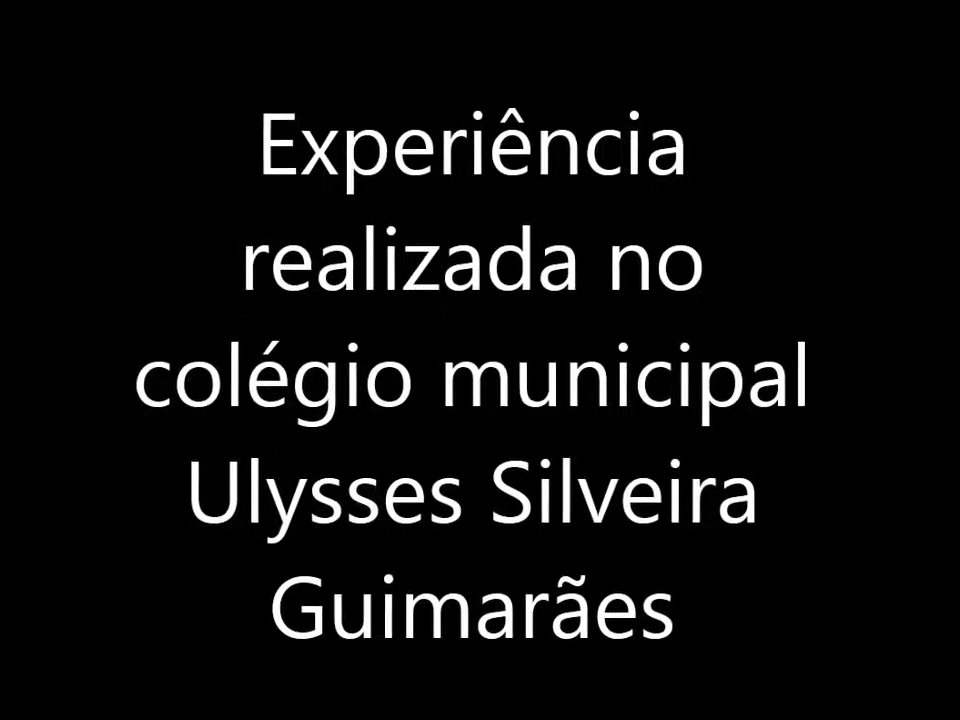 Experiência
realizada no
colégio municipal
Ulysses Silveira
Guimarães